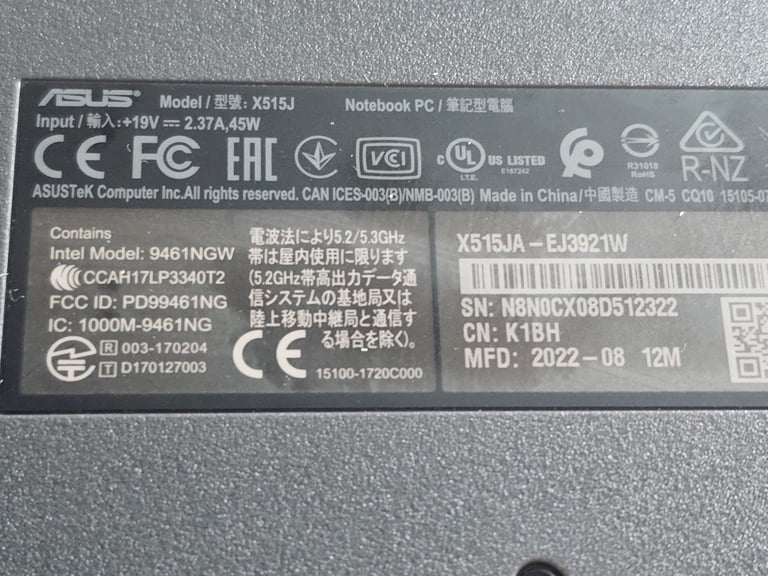 ASUS Model / 型號: X515J Notebook PC / 筆記型電腦
Input / 輸入:+19V ⎓ 2.37A,45W
CE FC EAC VCI c UL US LISTED I.T.E. E187242 R31018 RoHS R-NZ
ASUSTeK Computer Inc.All rights reserved. CAN ICES-003(B)/NMB-003(B) Made in China/中國製造 CM-5 CQ10 15105-07
Contains
Intel Model: 9461NGW
CCAH17LP3340T2
FCC ID: PD99461NG
IC: 1000M-9461NG
R 003-170204
T D170127003
電波法により5.2/5.3GHz
帯は屋内使用に限ります
(5.2GHz帯高出力データ通
信システムの基地局又は
陸上移動中継局と通信す
る場合を除く)。
CE
15100-1720C000
X515JA-EJ3921W
SN: N8N0CX08D512322
CN: K1BH
MFD: 2022-08 12M